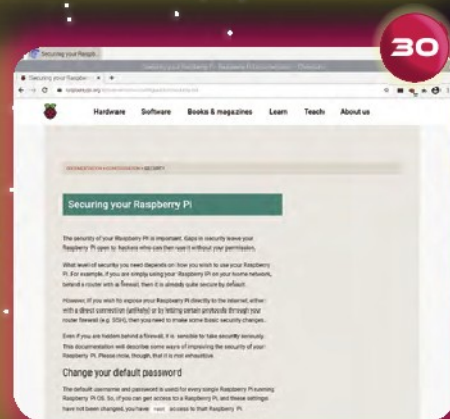 30
Securing your Raspb
Securing your Raspberr
Hardware Software Books & magazines Learn Teach About us
SECURITY
Securing your Raspberry Pi
The security of your Raspberry Pi is important. Gaps in security leave your
Raspberry Pi open to hackers who can then use it without your permission.
What level of security you need depends on how you wish to use your Raspberry
Pi. For example, if you are simply using your Raspberry Pi on your home network,
behind a router with a firewall, then it is already quite secure by default.
However, if you wish to expose your Raspberry Pi directly to the internet, either
with a direct connection (unlikely) or by letting certain protocols through your
router firewall (e.g. SSH), then you need to make some basic security changes.
Even if you are hidden behind a firewall, it is sensible to take security seriously.
This documentation will describe some ways of improving the security of your
Raspberry Pi. Please note, though, that it is not exhaustive.
Change your default password
The default username and password is used for every single Raspberry Pi running
Raspberry Pi OS. So, if you can get access to a Raspberry Pi, and these settings
have not been changed, you have root access to that Raspberry Pi.